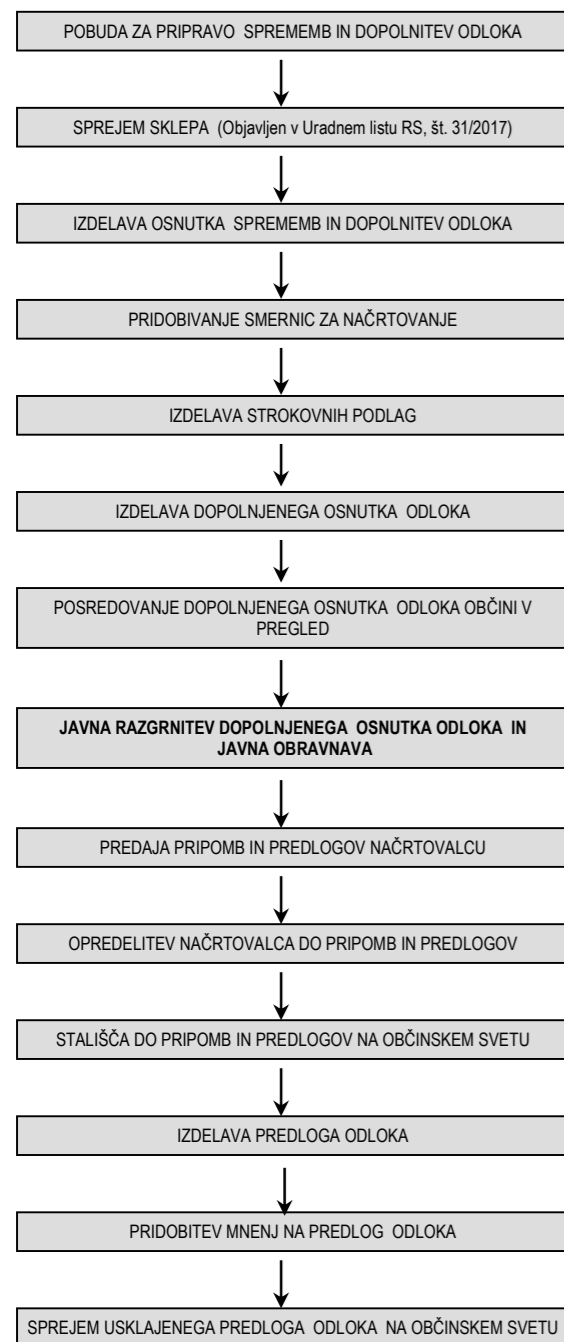 POBUDA ZA PRIPRAVO SPREMEMB IN DOPOLNITEV ODLOKA
SPREJEM SKLEPA (Objavljen v Uradnem listu RS, št. 31/2017)
IZDELAVA OSNUTKA SPREMEMB IN DOPOLNITEV ODLOKA
PRIDOBIVANJE SMERNIC ZA NAČRTOVANJE
IZDELAVA STROKOVNIH PODLAG
IZDELAVA DOPOLNJENEGA OSNUTKA ODLOKA
POSREDOVANJE DOPOLNJENEGA OSNUTKA ODLOKA OBČINI V
PREGLED
JAVNA RAZGRNITEV DOPOLNJENEGA OSNUTKA ODLOKA IN
JAVNA OBRAVNAVA
PREDAJA PRIPOMB IN PREDLOGOV NAČRTOVALCU
OPREDELITEV NAČRTOVALCA DO PRIPOMB IN PREDLOGOV
STALIŠČA DO PRIPOMB IN PREDLOGOV NA OBČINSKEM SVETU
IZDELAVA PREDLOGA ODLOKA
PRIDOBITEV MNENJ NA PREDLOG ODLOKA
SPREJEM USKLAJENEGA PREDLOGA ODLOKA NA OBČINSKEM SVETU